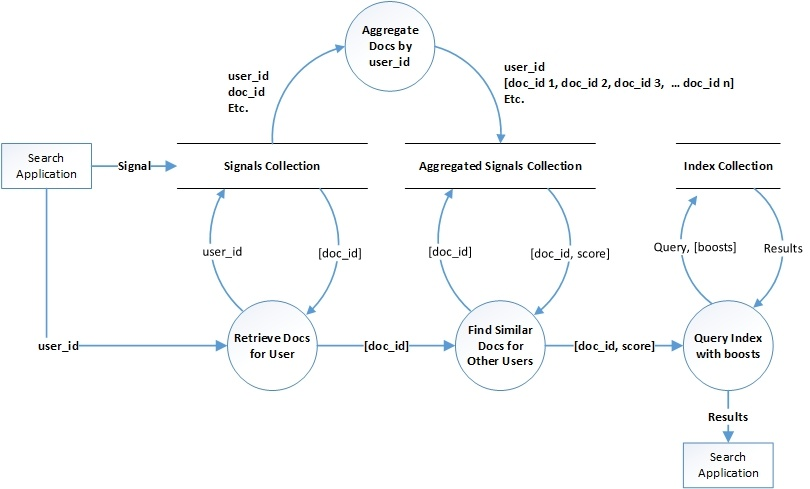 Aggregate
Docs by
user_id
user_id
doc_id
Etc.
user_id
[doc_id 1, doc_id 2, doc_id 3, ... doc_id n]
Etc.
Search
Application
Signal
Signals Collection
Aggregated Signals Collection
Index Collection
user_id
[doc_id]
[doc_id]
[doc_id, score]
Query, [boosts]
Results
user_id
Retrieve Docs
for User
[doc_id]
Find Similar
Docs for
Other Users
[doc_id, score]
Query Index
with boosts
Results
Search
Application